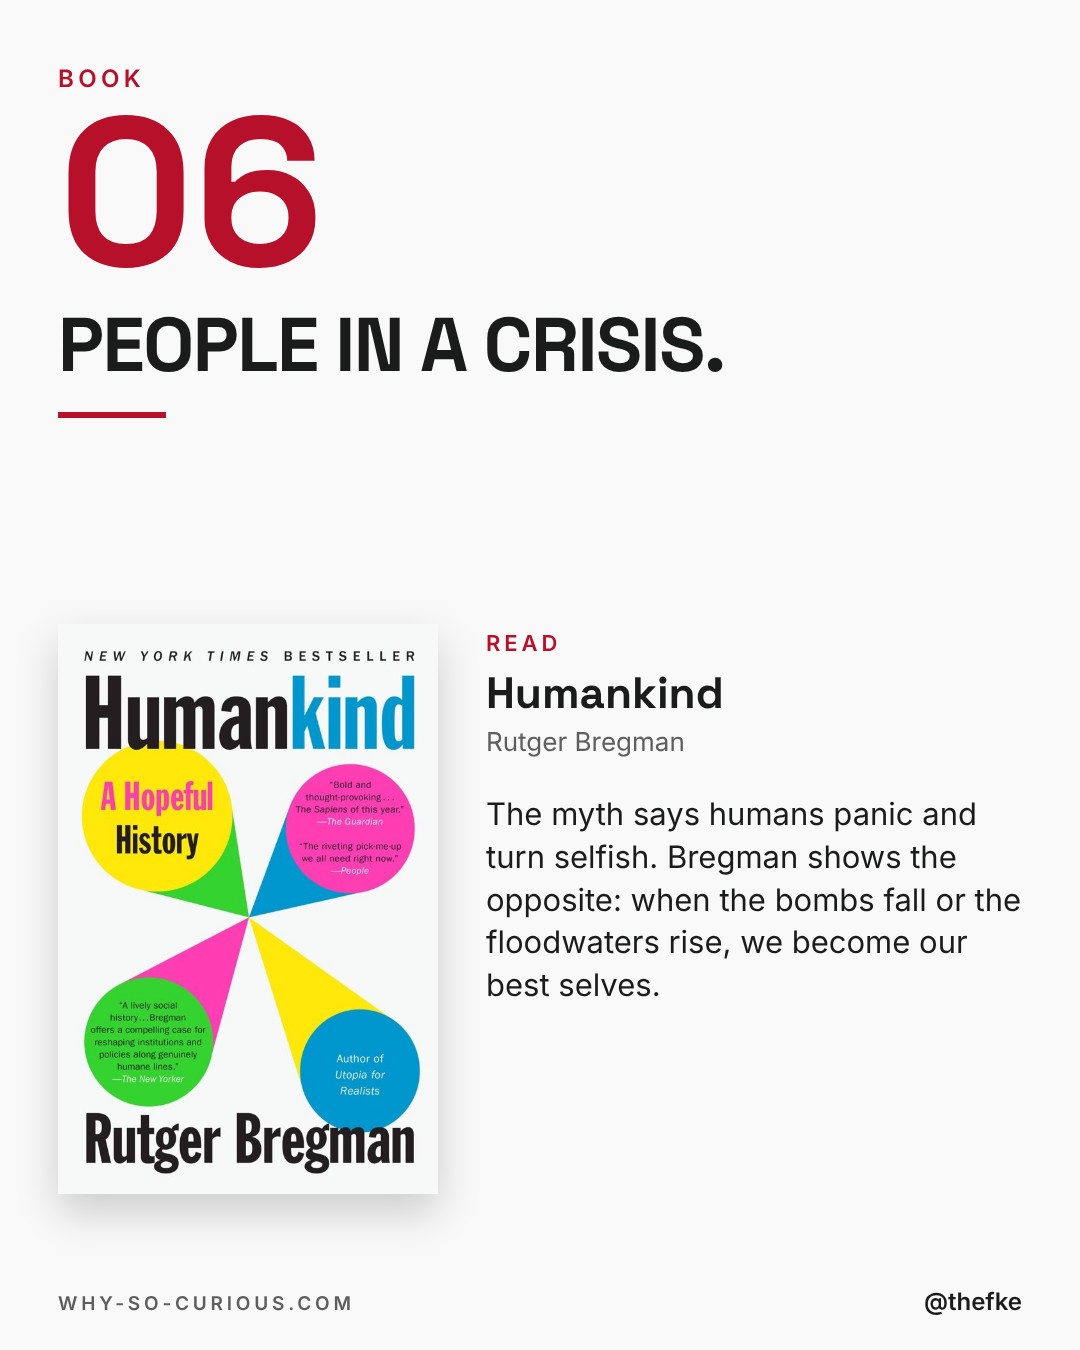 BOOK
06
PEOPLE IN A CRISIS.
NEW YORK TIMES BESTSELLER
Humankind
A Hopeful
History
“Bold and
thought-provoking...
The Sapiens of this year.”
—The Guardian
“The riveting pick-me-up
we all need right now.”
—People
“A lively social
history...Bregman
offers a compelling case for
reshaping institutions and
policies along genuinely
humane lines.”
—The New Yorker
Author of
Utopia for
Realists
Rutger Bregman
READ
Humankind
Rutger Bregman
The myth says humans panic and
turn selfish. Bregman shows the
opposite: when the bombs fall or the
floodwaters rise, we become our
best selves.
WHY-SO-CURIOUS.COM
@thefke